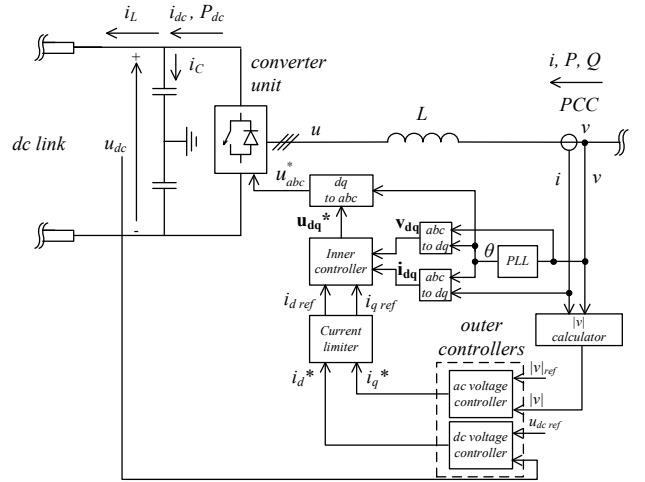 i_L
i_dc, P_dc
i_C
converter
unit
i, P, Q
PCC
L
v
u
dc link
u_dc
+
-
i
v
u*_abc
dq
to abc
u_dq*
v_dq
abc
to dq
θ
PLL
Inner
controller
i_dq
abc
to dq
i_d ref
i_q ref
|v|
calculator
Current
limiter
outer
controllers
i_d*
i_q*
ac voltage
controller
|v|_ref
|v|
dc voltage
controller
u_dc ref